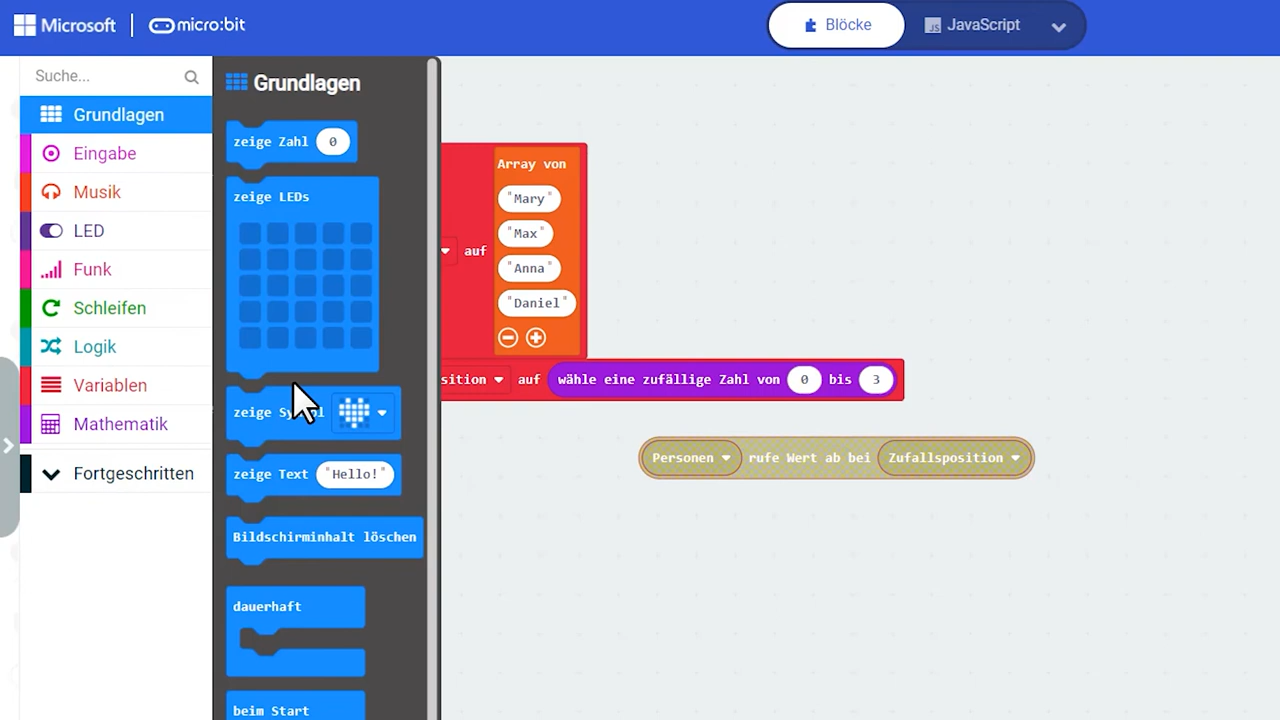 Microsoft
micro:bit
Blöcke
JavaScript
Suche...
Grundlagen
Eingabe
Musik
LED
Funk
Schleifen
Logik
Variablen
Mathematik
Fortgeschritten
Grundlagen
zeige Zahl 0
zeige LEDs
zeige
zeige Text "Hello!"
Bildschirminhalt löschen
dauerhaft
beim Start
auf
Array von
"Mary"
"Max"
"Anna"
"Daniel"
sition auf wähle eine zufällige Zahl von 0 bis 3
Personen rufe Wert ab bei Zufallsposition